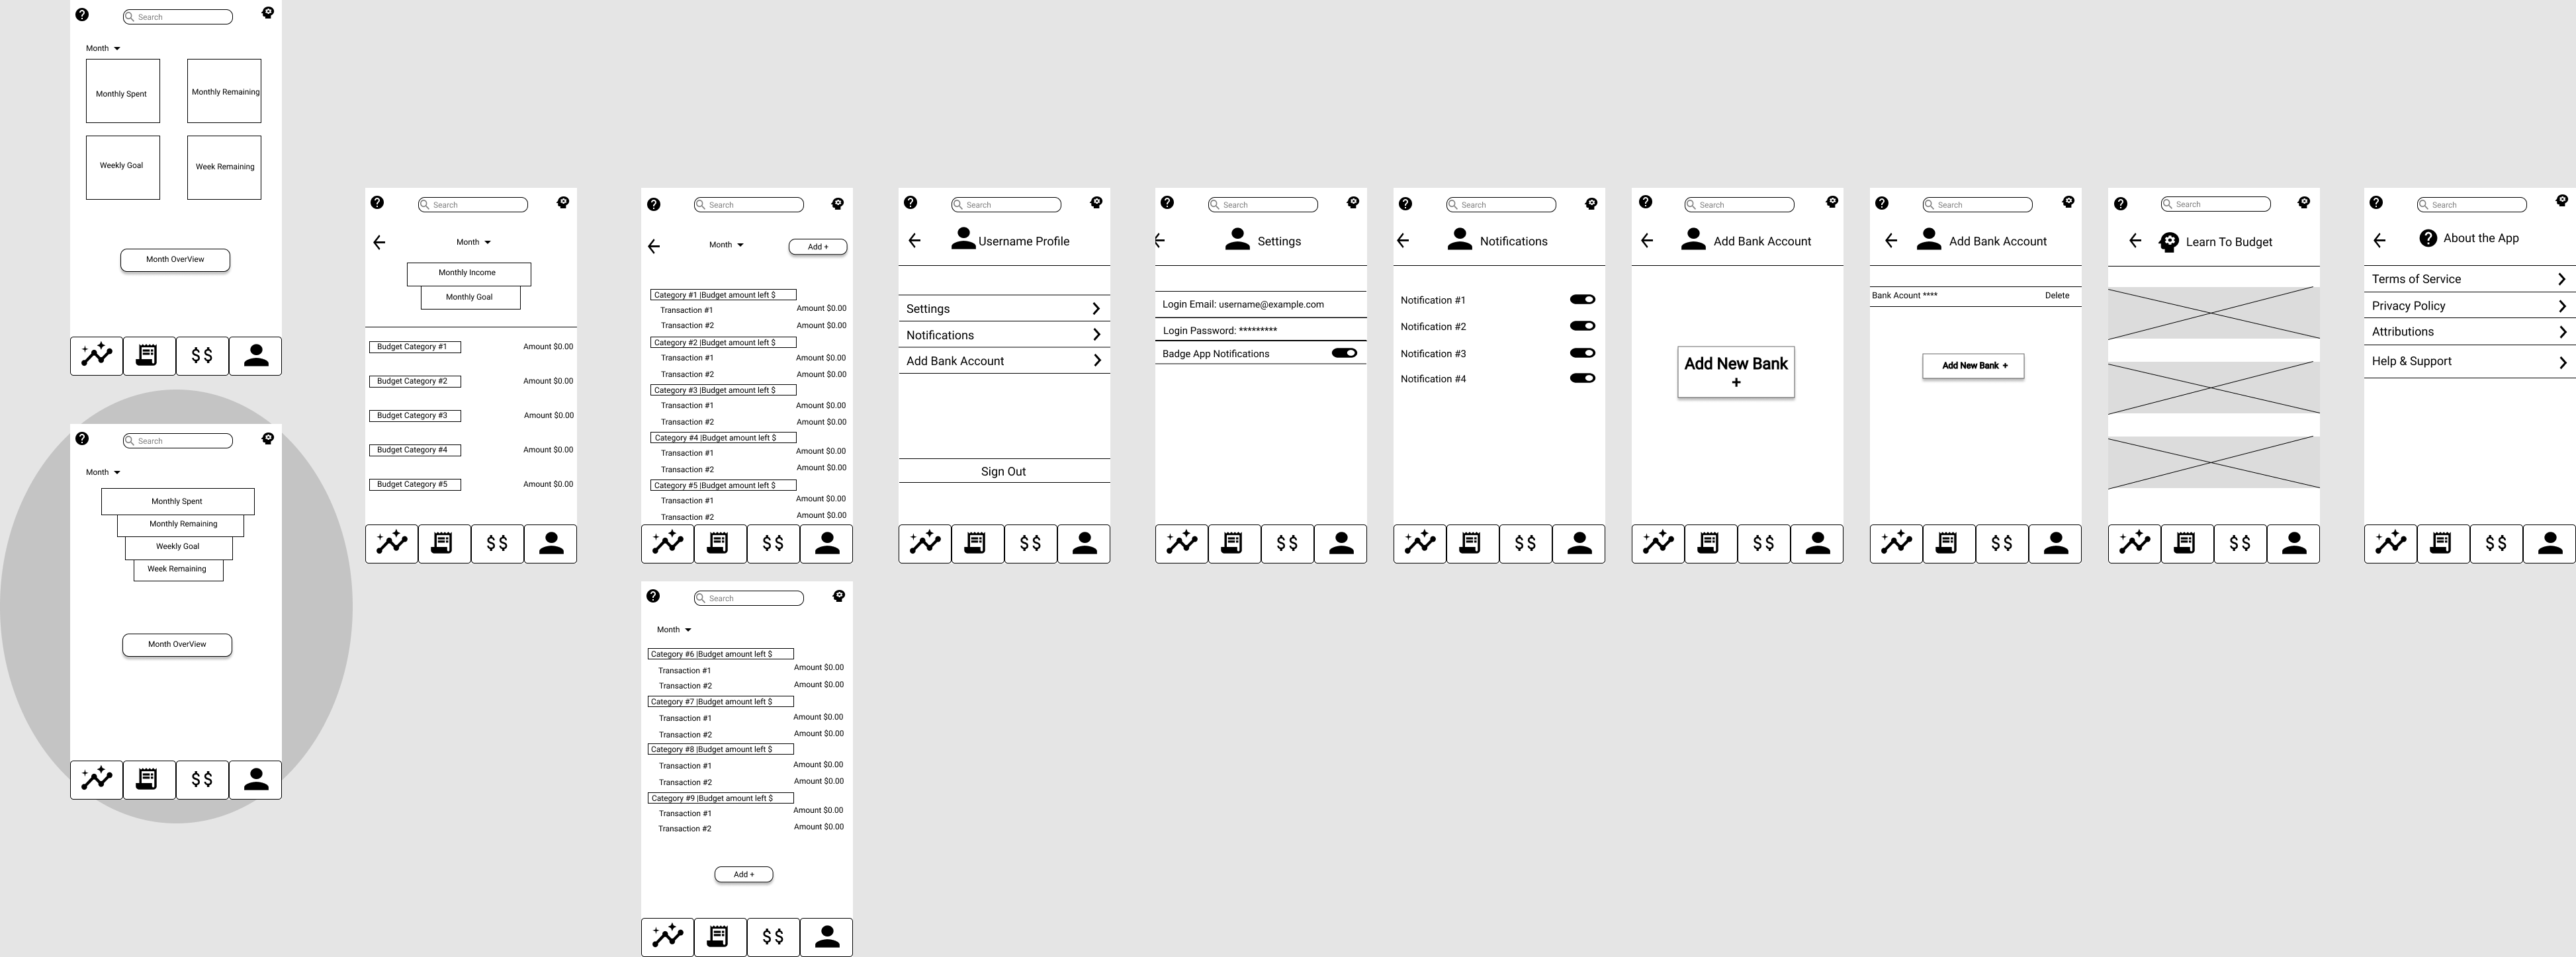 Search
Month
Monthly Spent
Monthly Remaining
Weekly Goal
Week Remaining
Month OverView
$ $
Search
Month
Monthly Spent
Monthly Remaining
Weekly Goal
Week Remaining
Month OverView
$ $
Search
Month
Monthly Income
Monthly Goal
Budget Category #1 Amount $0.00
Budget Category #2 Amount $0.00
Budget Category #3 Amount $0.00
Budget Category #4 Amount $0.00
Budget Category #5 Amount $0.00
$ $
Search
Month
Add +
Category #1 |Budget amount left $
Transaction #1 Amount $0.00
Transaction #2 Amount $0.00
Category #2 |Budget amount left $
Transaction #1 Amount $0.00
Transaction #2 Amount $0.00
Category #3 |Budget amount left $
Transaction #1 Amount $0.00
Transaction #2 Amount $0.00
Category #4 |Budget amount left $
Transaction #1 Amount $0.00
Transaction #2 Amount $0.00
Category #5 |Budget amount left $
Transaction #1 Amount $0.00
Transaction #2 Amount $0.00
$ $
Search
Month
Category #6 |Budget amount left $
Transaction #1 Amount $0.00
Transaction #2 Amount $0.00
Category #7 |Budget amount left $
Transaction #1 Amount $0.00
Transaction #2 Amount $0.00
Category #8 |Budget amount left $
Transaction #1 Amount $0.00
Transaction #2 Amount $0.00
Category #9 |Budget amount left $
Transaction #1 Amount $0.00
Transaction #2 Amount $0.00
Add +
$ $
Search
Username Profile
Settings
Notifications
Add Bank Account
Sign Out
$ $
Search
Settings
Login Email: username@example.com
Login Password: *********
Badge App Notifications
$ $
Search
Notifications
Notification #1
Notification #2
Notification #3
Notification #4
$ $
Search
Add Bank Account
Add New Bank
+
$ $
Search
Add Bank Account
Bank Acount **** Delete
Add New Bank +
$ $
Search
Learn To Budget
$ $
Search
About the App
Terms of Service
Privacy Policy
Attributions
Help & Support
$ $